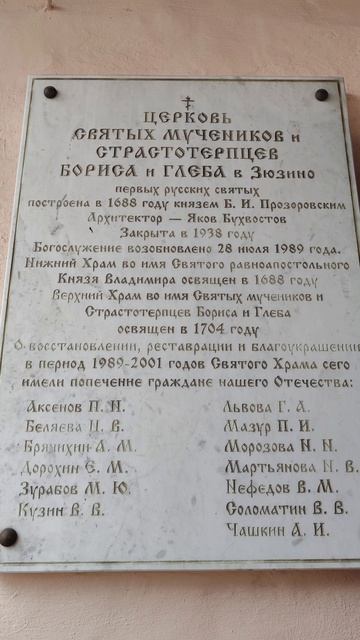 ЦЕРКОВЬ
СВЯТЫХ МУЧЕНИКОВ и
СТРАСТОТЕРПЦЕВ
БОРИСА и ГЛЕБА в Зюзино
первых русских святых
построена в 1688 году князем Б. И. Прозоровским
Архитектор — Яков Бухвостов
Закрыта в 1938 году
Богослужение возобновлено 28 июля 1989 года.
Нижний Храм во имя Святого равноапостольного
Князя Владимира освящен в 1688 году
Верхний Храм во имя Святых мучеников и
Страстотерпцев Бориса и Глеба
освящен в 1704 году
О восстановлении, реставрации и благоукрашении
в период 1989-2001 годов Святого Храма сего
имели попечение граждане нашего Отечества:
Аксенов П. N. Львова Г. А.
Беляева N. В. Мазур П. И.
Брячихин А. М. Морозова N. N.
Дорохин Е. М. Мартьянова N. В.
Зурабов М. Ю. Nефедов В. М.
Кузин В. В. Соломатин В. В.
Чашкин А. И.